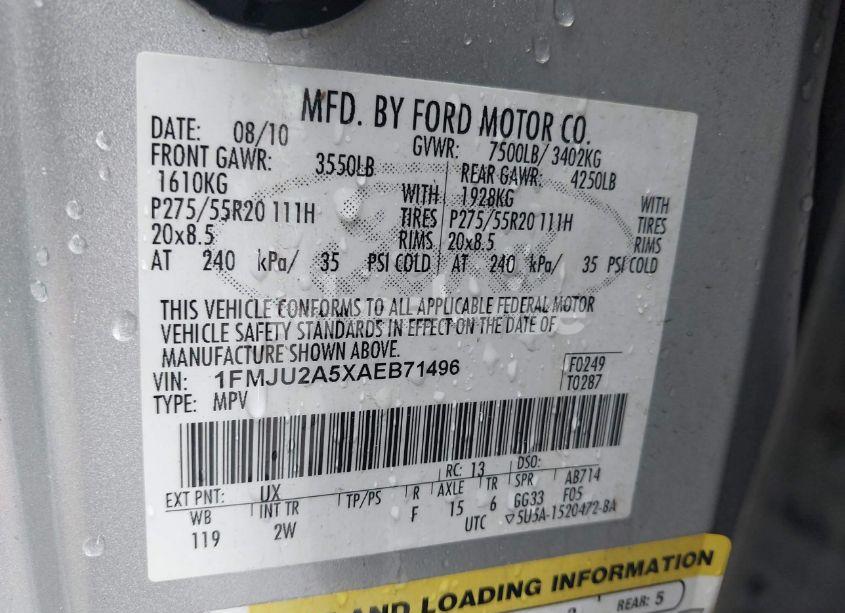 MFD. BY FORD MOTOR CO.
DATE: 08/10 GVWR: 7500LB/ 3402KG
FRONT GAWR: 3550LB REAR GAWR: 4250LB
1610KG WITH 1928KG WITH
P275/55R20 111H TIRES P275/55R20 111H TIRES
20x8.5 RIMS 20x8.5 RIMS
AT 240 kPa/ 35 PSI COLD AT 240 kPa/ 35 PSI COLD
THIS VEHICLE CONFORMS TO ALL APPLICABLE FEDERAL MOTOR
VEHICLE SAFETY STANDARDS IN EFFECT ON THE DATE OF
MANUFACTURE SHOWN ABOVE.
VIN: 1FMJU2A5XAEB71496 F0249
TYPE: MPV T0287
RC: 13 DSO:
EXT PNT: UX AB714
WB INT TR TP/PS R AXLE TR SPR F05
119 2W F 15 6 GG33
UTC ▽5U5A-1520472-BA
AND LOADING INFORMATION
REAR: 5